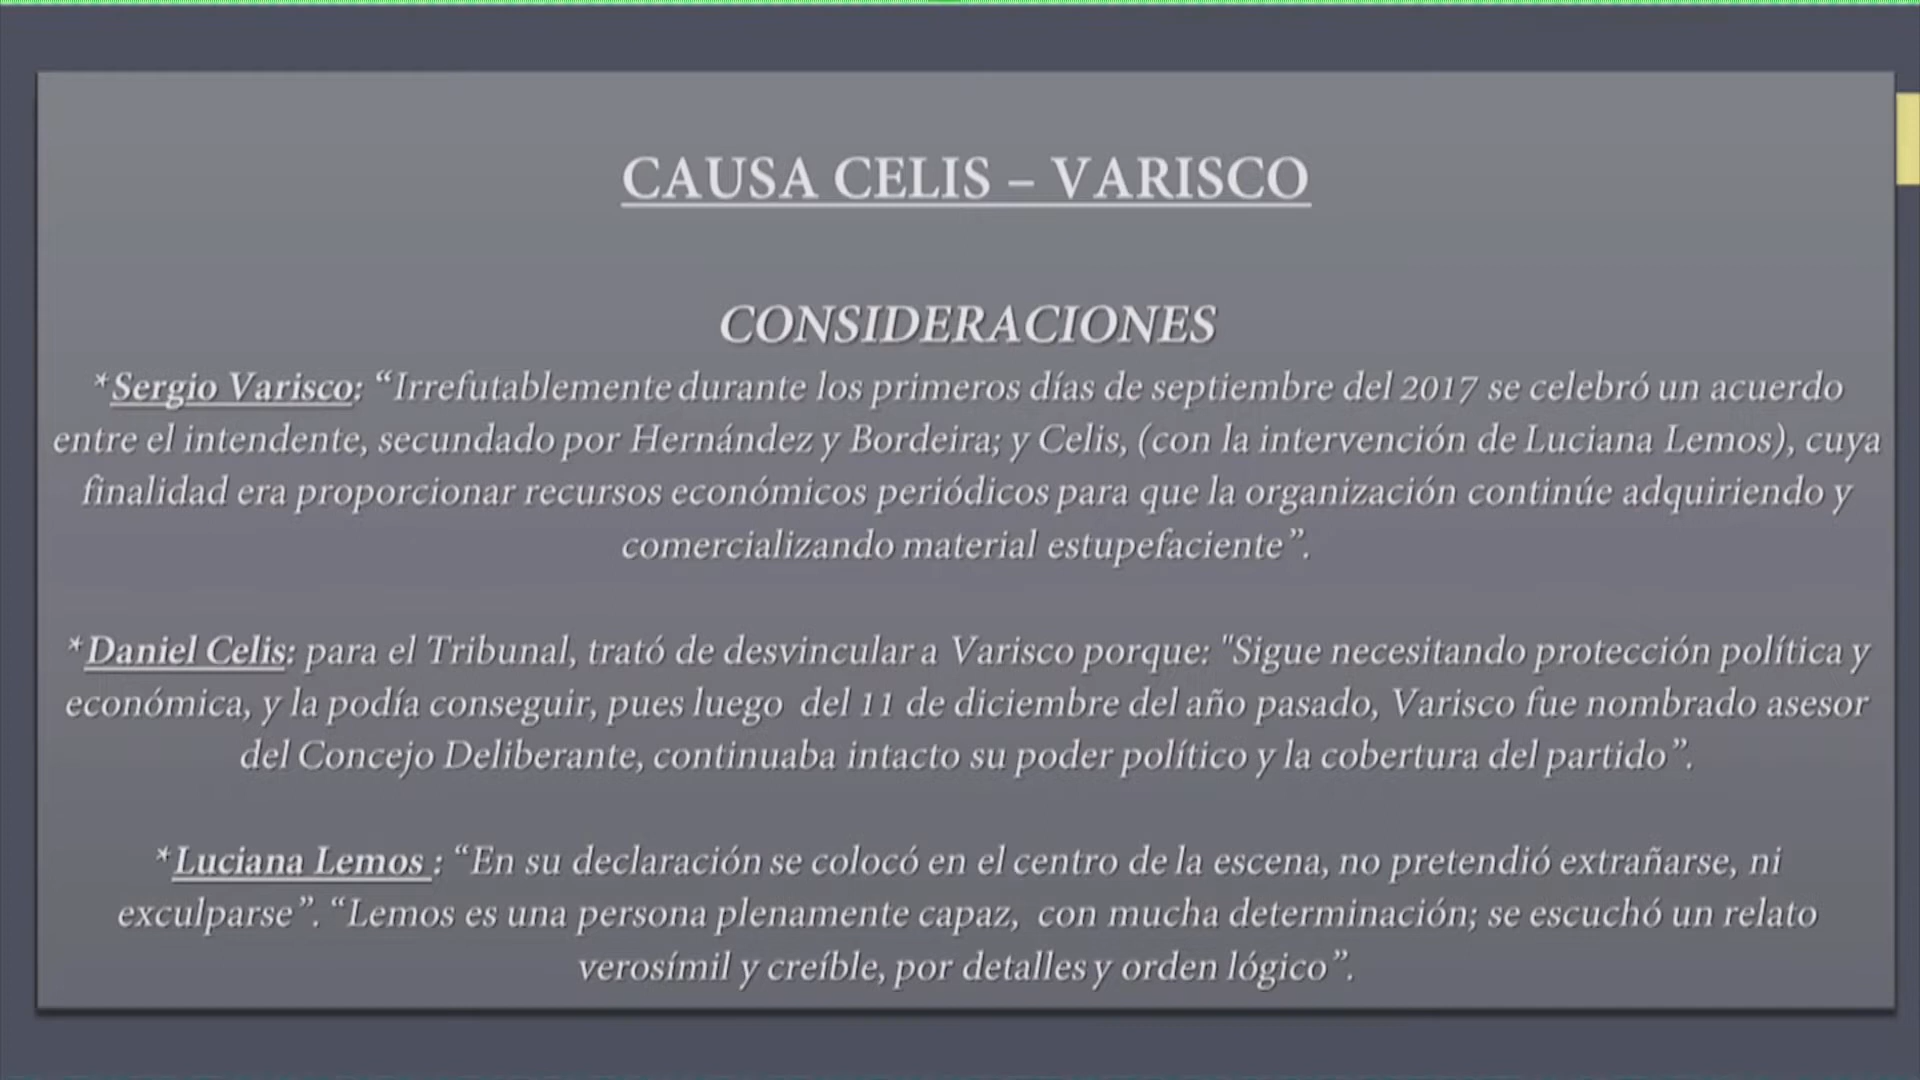 CAUSA CELIS – VARISCO
CONSIDERACIONES
*Sergio Varisco: “Irrefutablemente durante los primeros días de septiembre del 2017 se celebró un acuerdo
entre el intendente, secundado por Hernández y Bordeira; y Celis, (con la intervención de Luciana Lemos), cuya
finalidad era proporcionar recursos económicos periódicos para que la organización continúe adquiriendo y
comercializando material estupefaciente”.
*Daniel Celis: para el Tribunal, trató de desvincular a Varisco porque: "Sigue necesitando protección política y
económica, y la podía conseguir, pues luego  del 11 de diciembre del año pasado, Varisco fue nombrado asesor
del Concejo Deliberante, continuaba intacto su poder político y la cobertura del partido”.
*Luciana Lemos : “En su declaración se colocó en el centro de la escena, no pretendió extrañarse, ni
exculparse”. “Lemos es una persona plenamente capaz,  con mucha determinación; se escuchó un relato
verosímil y creíble, por detalles y orden lógico”.